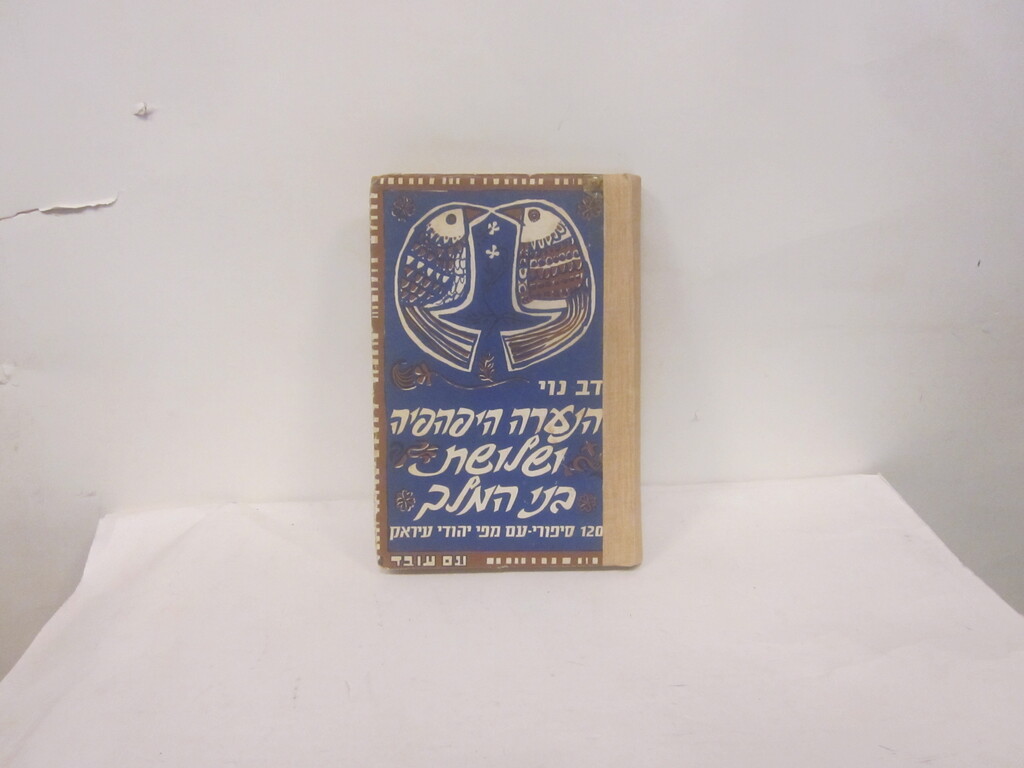 דב נוי
הנערה היפהפיה
ושלושת
בני המלך
120 סיפורי-עם מפי יהודי עיראק
עם עובד